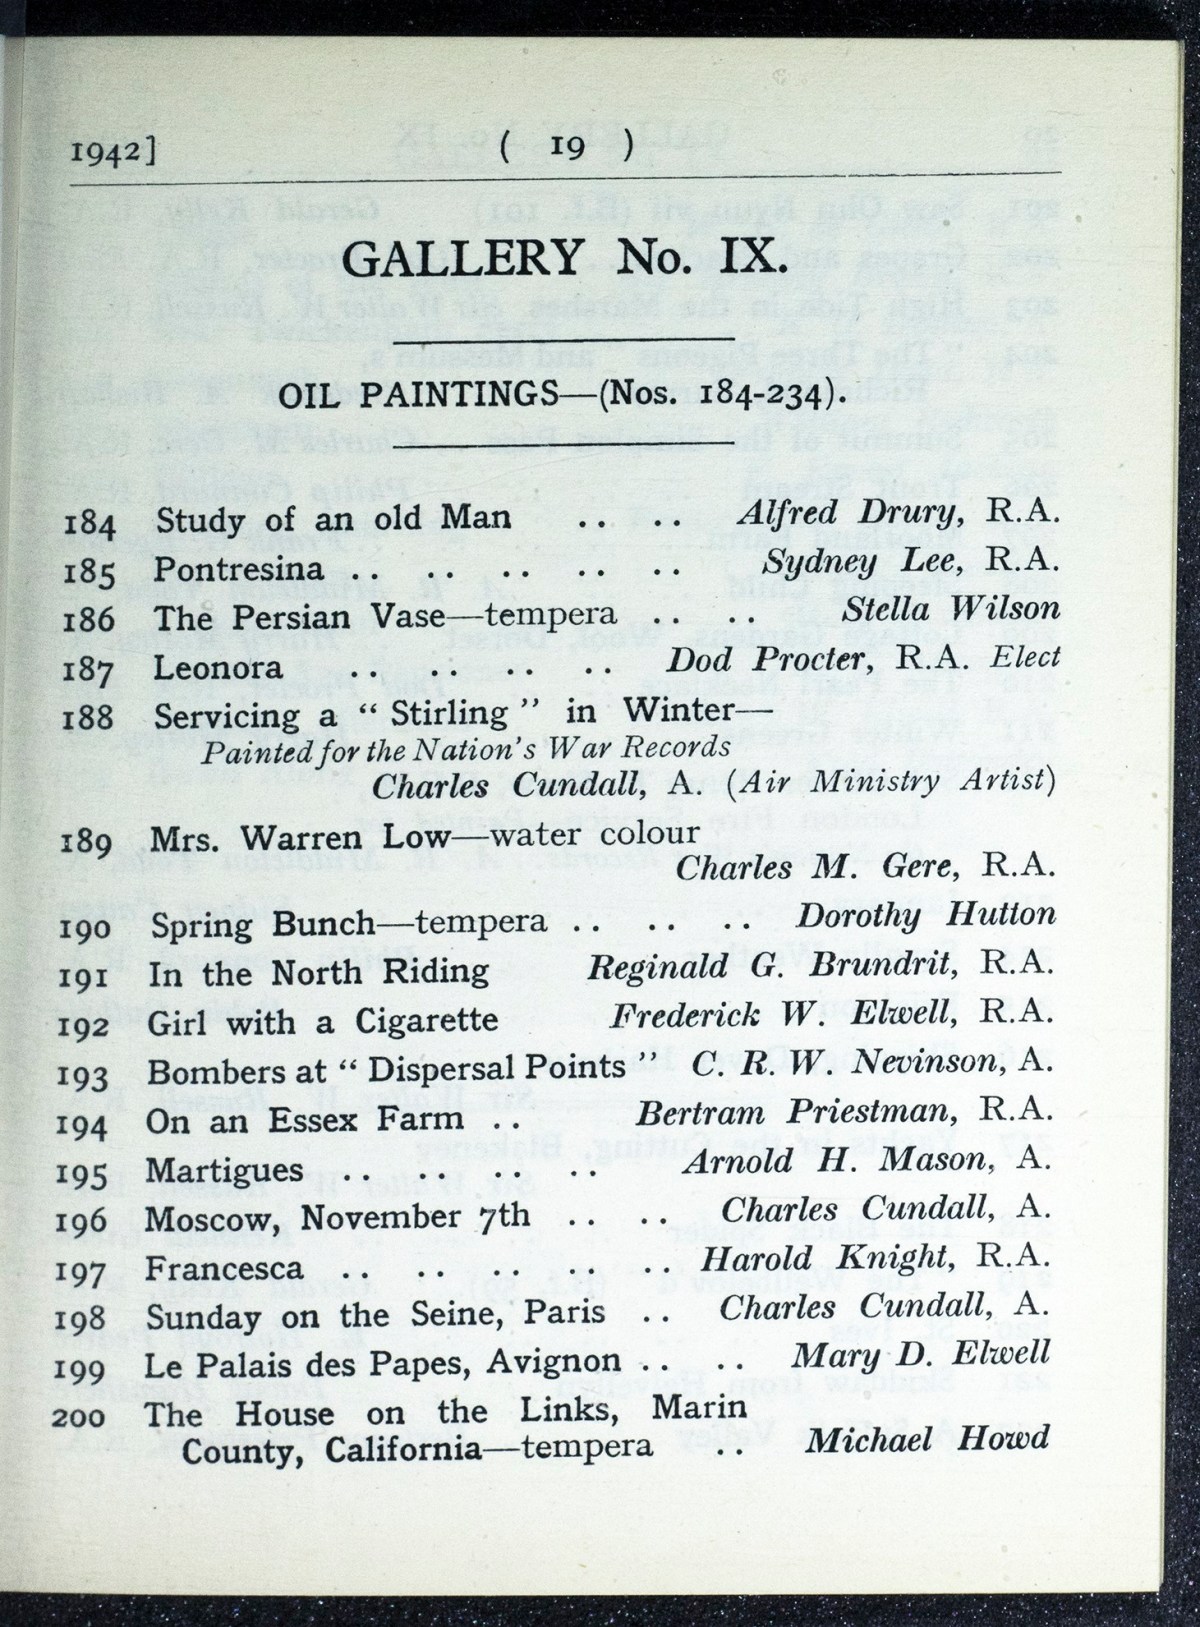 1942] ( 19 )
GALLERY No. IX.
OIL PAINTINGS—(Nos. 184-234).
184 Study of an old Man .. .. Alfred Drury, R.A.
185 Pontresina .. .. .. .. .. Sydney Lee, R.A.
186 The Persian Vase—tempera .. .. Stella Wilson
187 Leonora .. .. .. .. Dod Procter, R.A. Elect
188 Servicing a “ Stirling ” in Winter—
Painted for the Nation's War Records
Charles Cundall, A. (Air Ministry Artist)
189 Mrs. Warren Low—water colour
Charles M. Gere, R.A.
190 Spring Bunch—tempera .. .. .. Dorothy Hutton
191 In the North Riding Reginald G. Brundrit, R.A.
192 Girl with a Cigarette Frederick W. Elwell, R.A.
193 Bombers at “ Dispersal Points ” C. R. W. Nevinson, A.
194 On an Essex Farm .. Bertram Priestman, R.A.
195 Martigues .. .. .. .. Arnold H. Mason, A.
196 Moscow, November 7th .. .. Charles Cundall, A.
197 Francesca .. .. .. .. .. Harold Knight, R.A.
198 Sunday on the Seine, Paris .. Charles Cundall, A.
199 Le Palais des Papes, Avignon .. .. Mary D. Elwell
200 The House on the Links, Marin
County, California—tempera .. Michael Howd